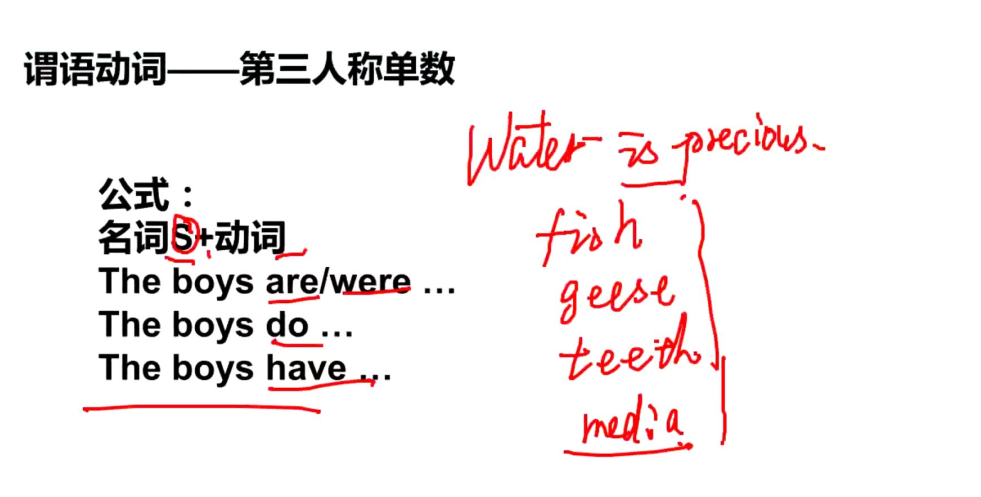 谓语动词——第三人称单数
Water is precious.
公式：
名词S+动词
The boys are/were …
The boys do …
The boys have …
fish
geese
teeth
media